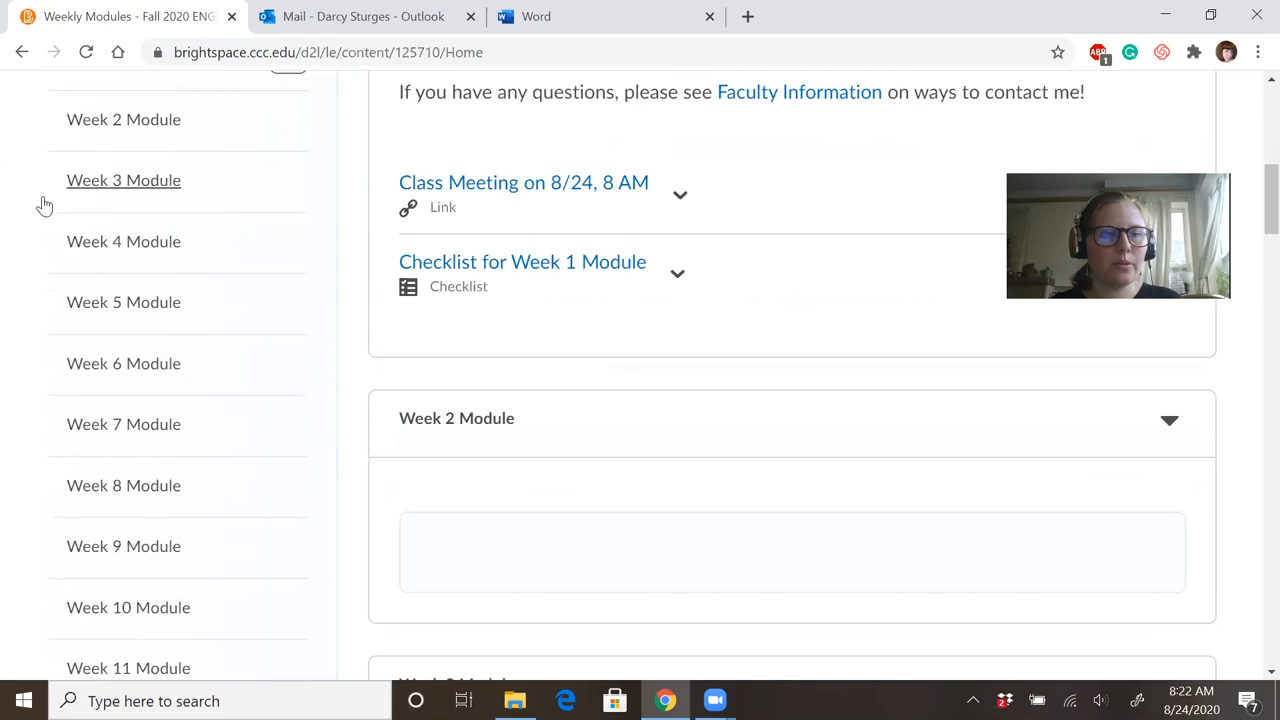 Weekly Modules - Fall 2020 ENG
Mail - Darcy Sturges - Outlook
Word
brightspace.ccc.edu/d2l/le/content/125710/Home
ABP
1
Week 2 Module
Week 3 Module
Week 4 Module
Week 5 Module
Week 6 Module
Week 7 Module
Week 8 Module
Week 9 Module
Week 10 Module
Week 11 Module
If you have any questions, please see Faculty Information on ways to contact me!
Class Meeting on 8/24, 8 AM
Link
Checklist for Week 1 Module
Checklist
Week 2 Module
Type here to search
2
8:22 AM
8/24/2020
7